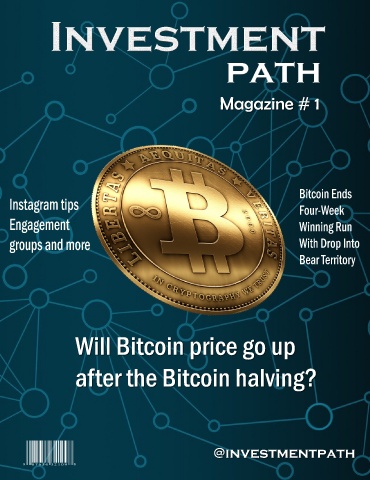 INVESTMENT
PATH
Magazine # 1
Instagram tips
Engagement
groups and more
Bitcoin Ends
Four-Week
Winning Run
With Drop Into
Bear Territory
LIBERTAS ★ AEQUITAS ★ VERITAS
IN CRYPTOGRAPHY WE TRUST
Will Bitcoin price go up
after the Bitcoin halving?
@INVESTMENTPATH